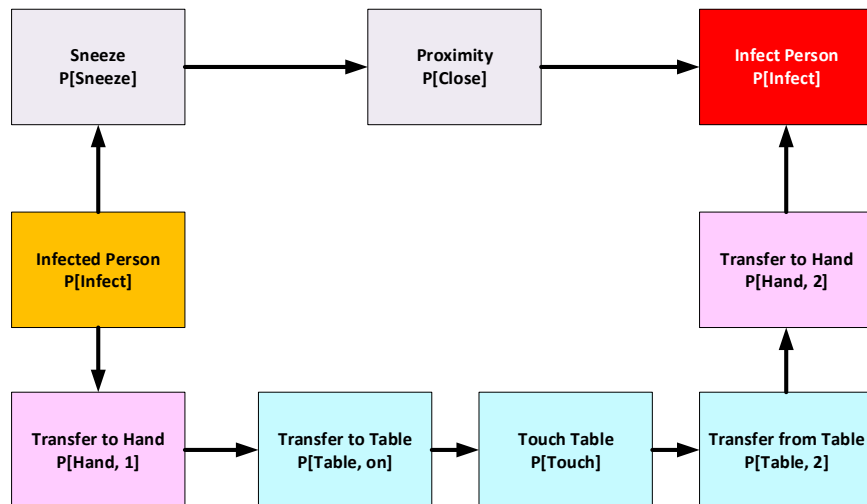 Sneeze
P[Sneeze]
Proximity
P[Close]
Infect Person
P[Infect]
Infected Person
P[Infect]
Transfer to Hand
P[Hand, 2]
Transfer to Hand
P[Hand, 1]
Transfer to Table
P[Table, on]
Touch Table
P[Touch]
Transfer from Table
P[Table, 2]